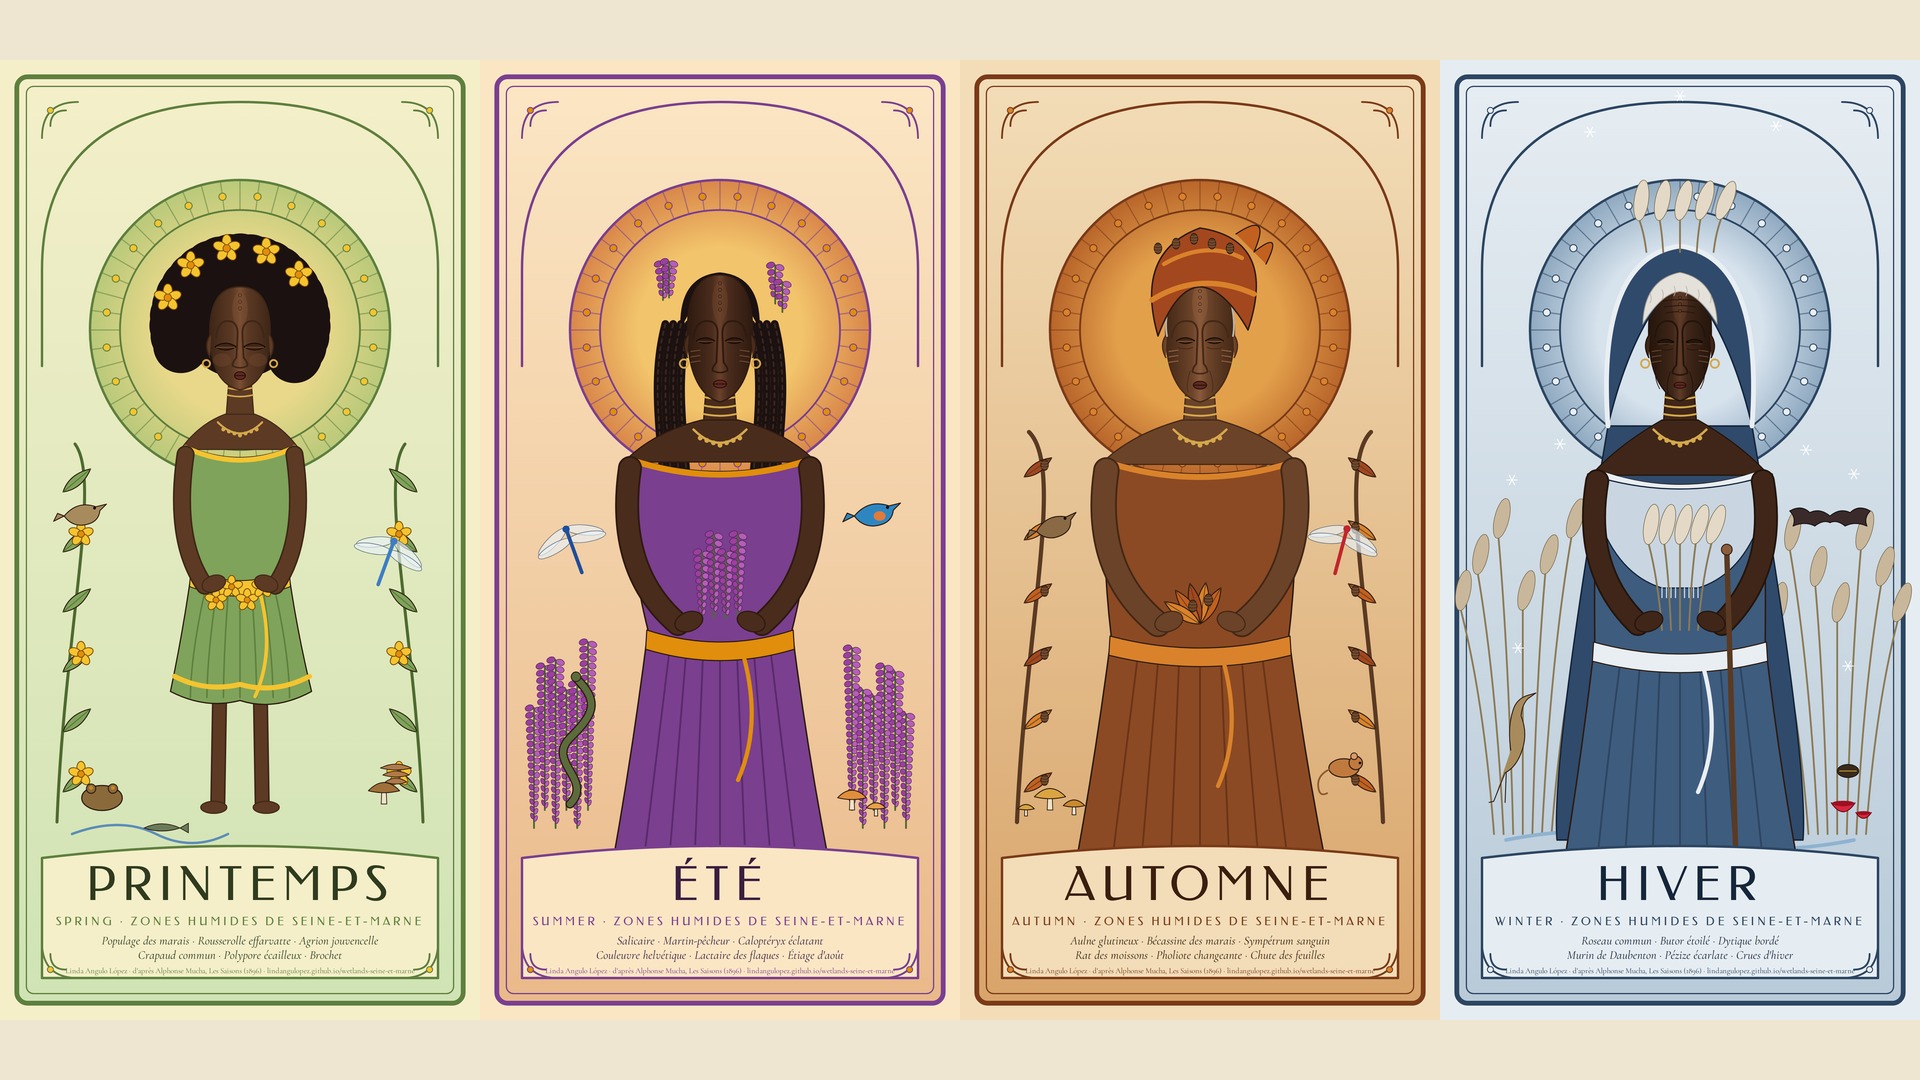 PRINTEMPS
SPRING · ZONES HUMIDES DE SEINE-ET-MARNE
Populage des marais · Rousserolle effarvatte · Agrion jouvencelle
Crapaud commun · Polypore écailleux · Brochet
Linda Angulo López · d'après Alphonse Mucha, Les Saisons (1896) · lindangulopez.github.io/wetlands-seine-et-marne
ÉTÉ
SUMMER · ZONES HUMIDES DE SEINE-ET-MARNE
Salicaire · Martin-pêcheur · Caloptéryx éclatant
Couleuvre helvétique · Lactaire des flaques · Étiage d'août
Linda Angulo López · d'après Alphonse Mucha, Les Saisons (1896) · lindangulopez.github.io/wetlands-seine-et-marne
AUTOMNE
AUTUMN · ZONES HUMIDES DE SEINE-ET-MARNE
Aulne glutineux · Bécassine des marais · Sympétrum sanguin
Rat des moissons · Pholiote changeante · Chute des feuilles
Linda Angulo López · d'après Alphonse Mucha, Les Saisons (1896) · lindangulopez.github.io/wetlands-seine-et-marne
HIVER
WINTER · ZONES HUMIDES DE SEINE-ET-MARNE
Roseau commun · Butor étoilé · Dytique bordé
Murin de Daubenton · Pézize écarlate · Crues d'hiver
Linda Angulo López · d'après Alphonse Mucha, Les Saisons (1896) · lindangulopez.github.io/wetlands-seine-et-marne